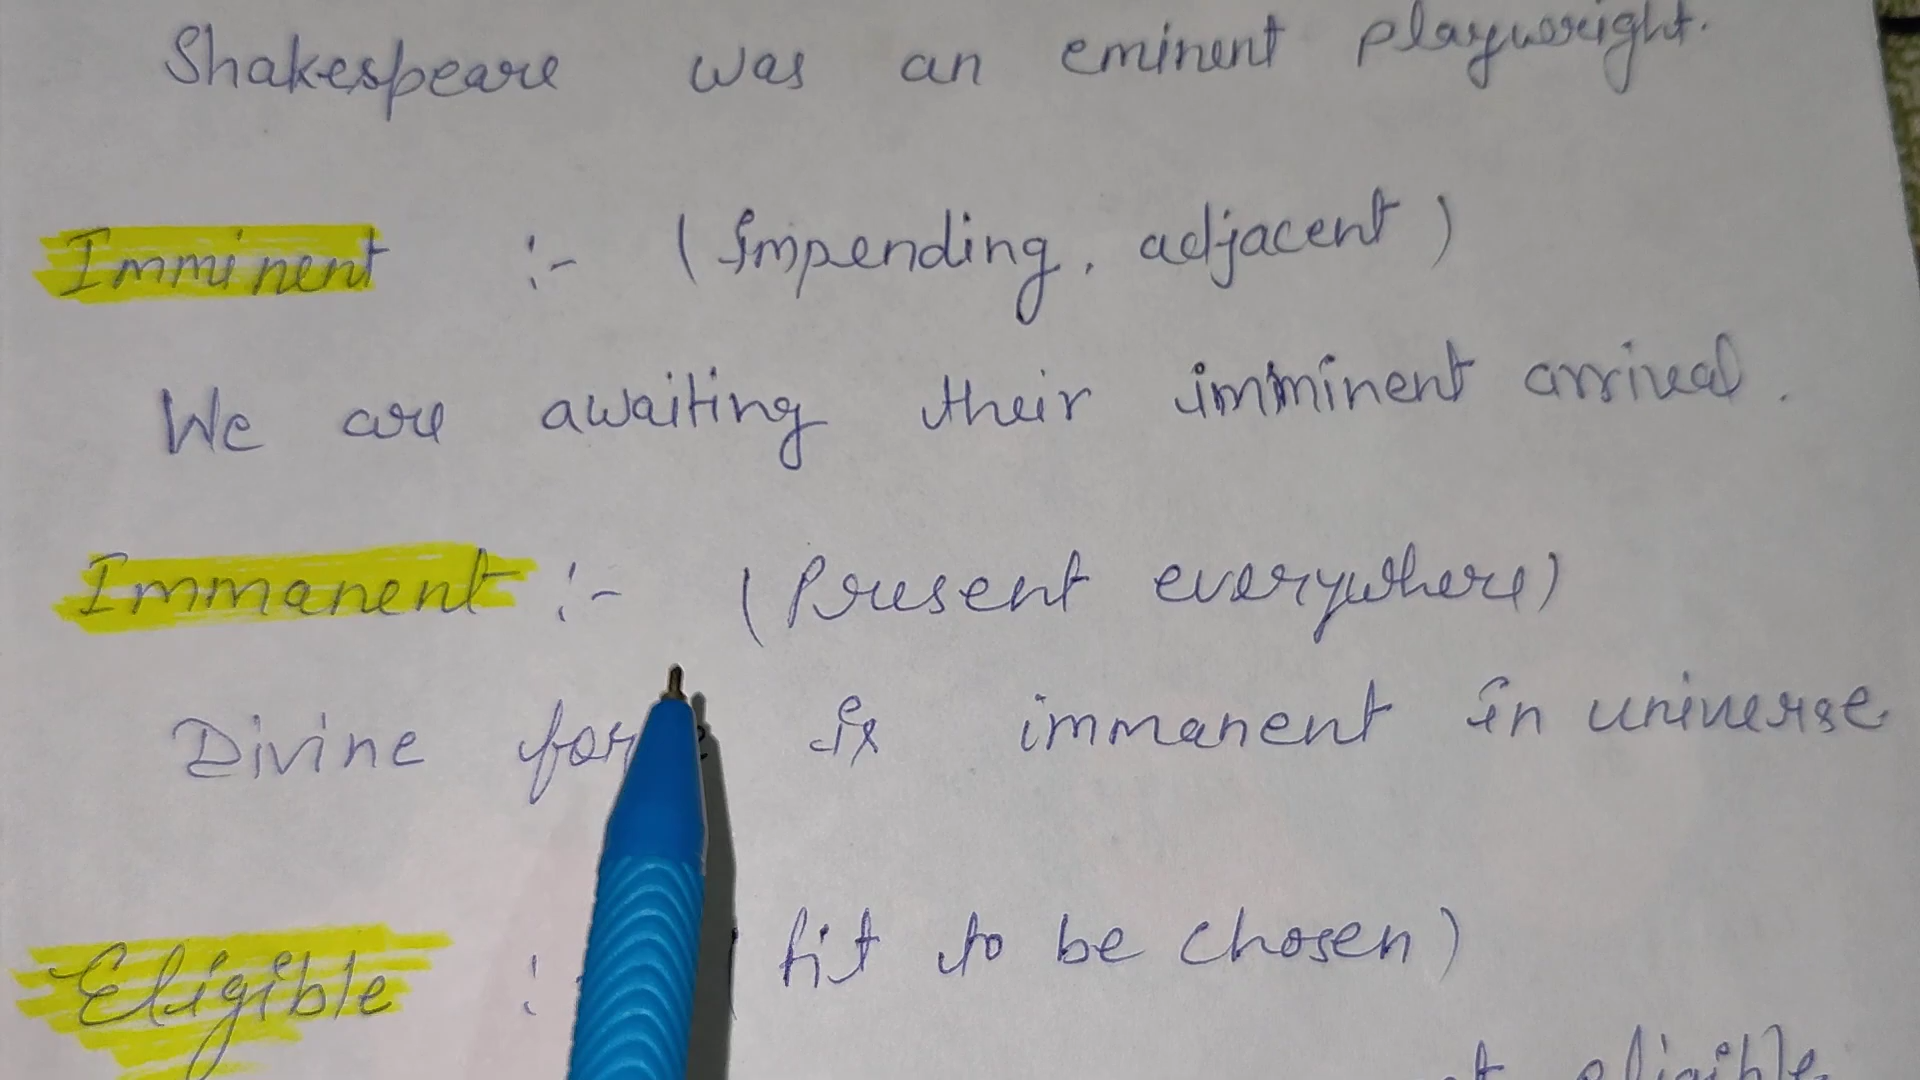 Shakespeare was an eminent playwright.
Imminent :- (Impending, adjacent)
We are awaiting their imminent arrival.
Immanent :- (Present everywhere)
Divine for is immanent in universe
Eligible : fit to be chosen)
eligible